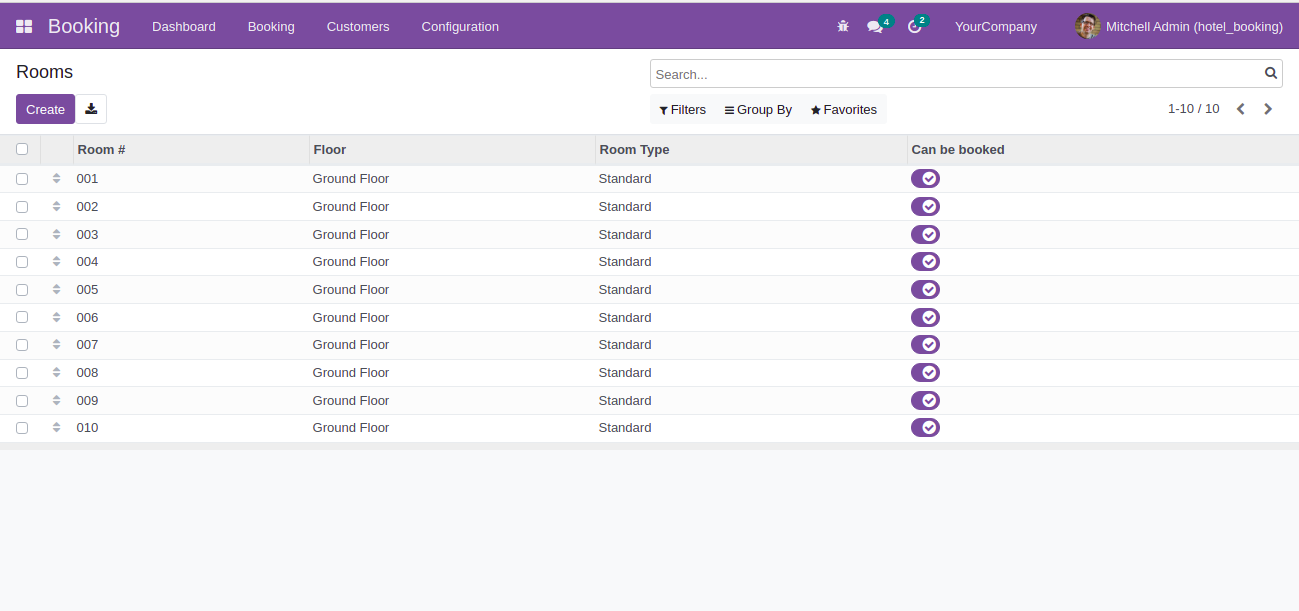 Booking Dashboard Booking Customers Configuration 4 2 YourCompany Mitchell Admin (hotel_booking)
Rooms
Search...
Create
Filters Group By Favorites 1-10 / 10
Room # Floor Room Type Can be booked
001 Ground Floor Standard
002 Ground Floor Standard
003 Ground Floor Standard
004 Ground Floor Standard
005 Ground Floor Standard
006 Ground Floor Standard
007 Ground Floor Standard
008 Ground Floor Standard
009 Ground Floor Standard
010 Ground Floor Standard